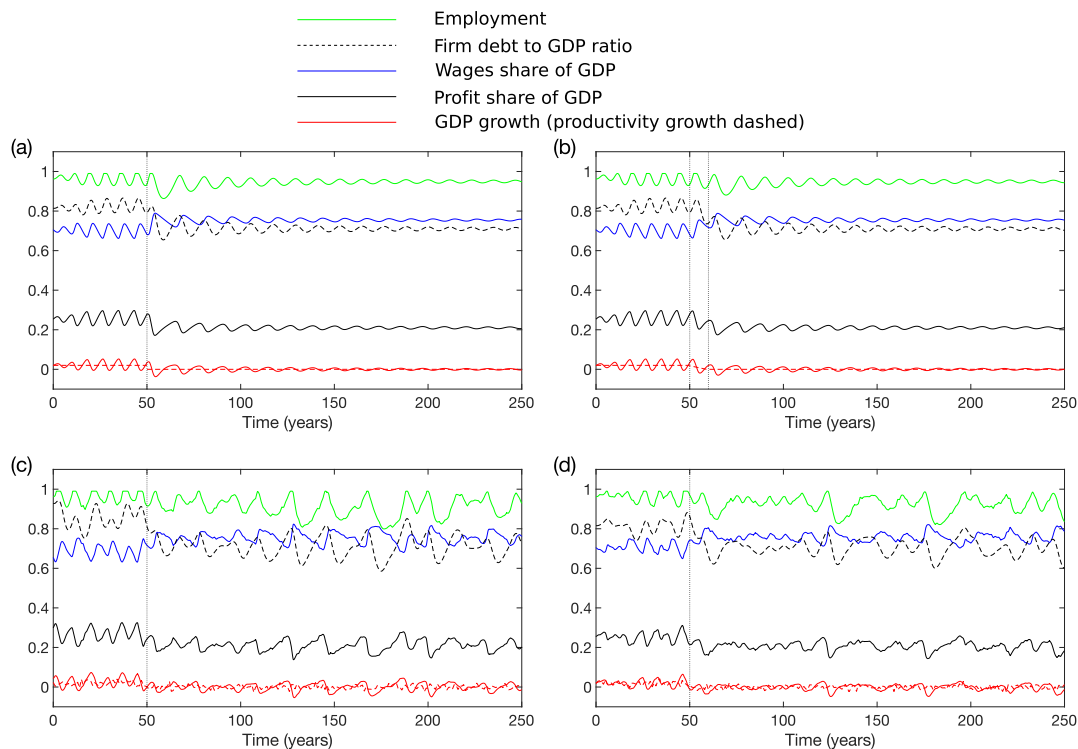 Employment
Firm debt to GDP ratio
Wages share of GDP
Profit share of GDP
GDP growth (productivity growth dashed)
(a)
1
0.8
0.6
0.4
0.2
0
0 50 100 150 200 250
Time (years)
(b)
1
0.8
0.6
0.4
0.2
0
0 50 100 150 200 250
Time (years)
(c)
1
0.8
0.6
0.4
0.2
0
0 50 100 150 200 250
Time (years)
(d)
1
0.8
0.6
0.4
0.2
0
0 50 100 150 200 250
Time (years)